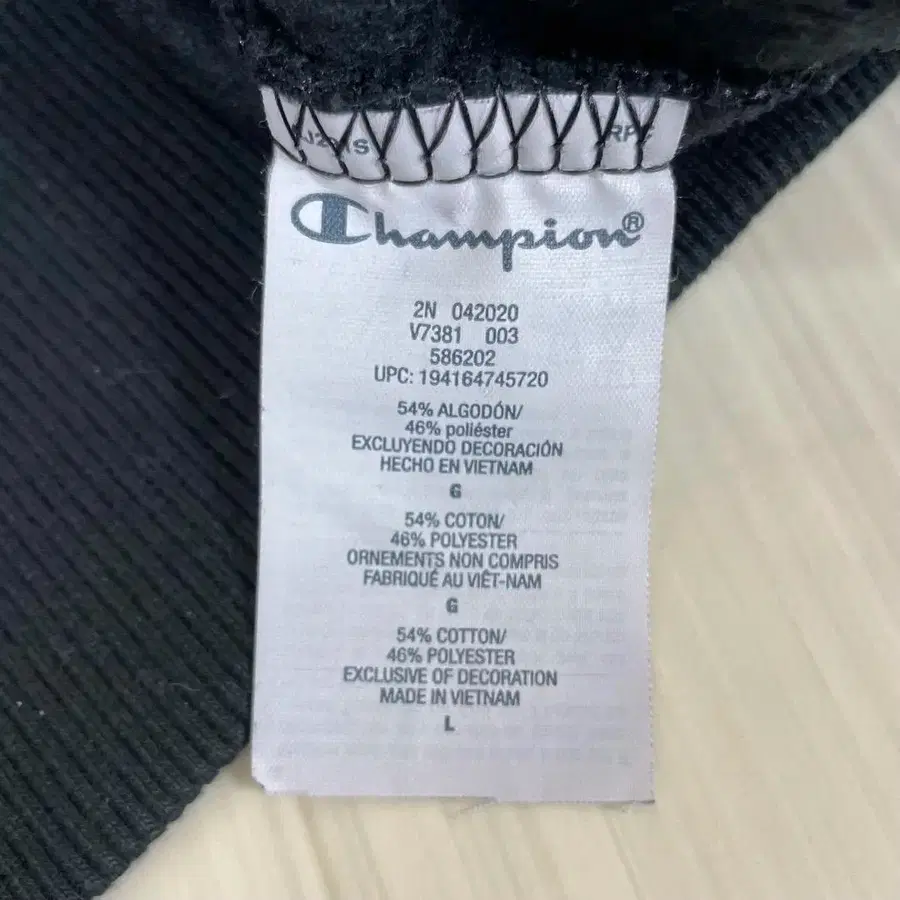 Champion®
2N 042020
V7381 003
586202
UPC: 194164745720
54% ALGODÓN/
46% poliéster
EXCLUYENDO DECORACIÓN
HECHO EN VIETNAM
G
54% COTON/
46% POLYESTER
ORNEMENTS NON COMPRIS
FABRIQUÉ AU VIÊT-NAM
G
54% COTTON/
46% POLYESTER
EXCLUSIVE OF DECORATION
MADE IN VIETNAM
L